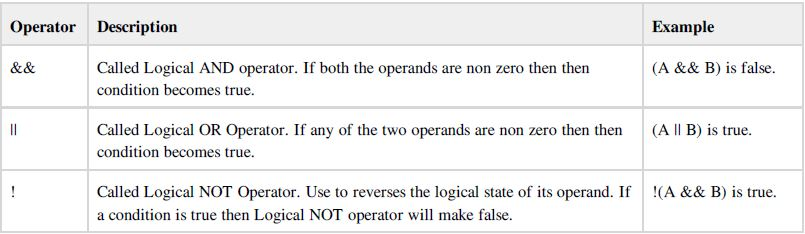 Operator Description Example
&& Called Logical AND operator. If both the operands are non zero then then (A && B) is false.
condition becomes true.
|| Called Logical OR Operator. If any of the two operands are non zero then then (A || B) is true.
condition becomes true.
! Called Logical NOT Operator. Use to reverses the logical state of its operand. If !(A && B) is true.
a condition is true then Logical NOT operator will make false.